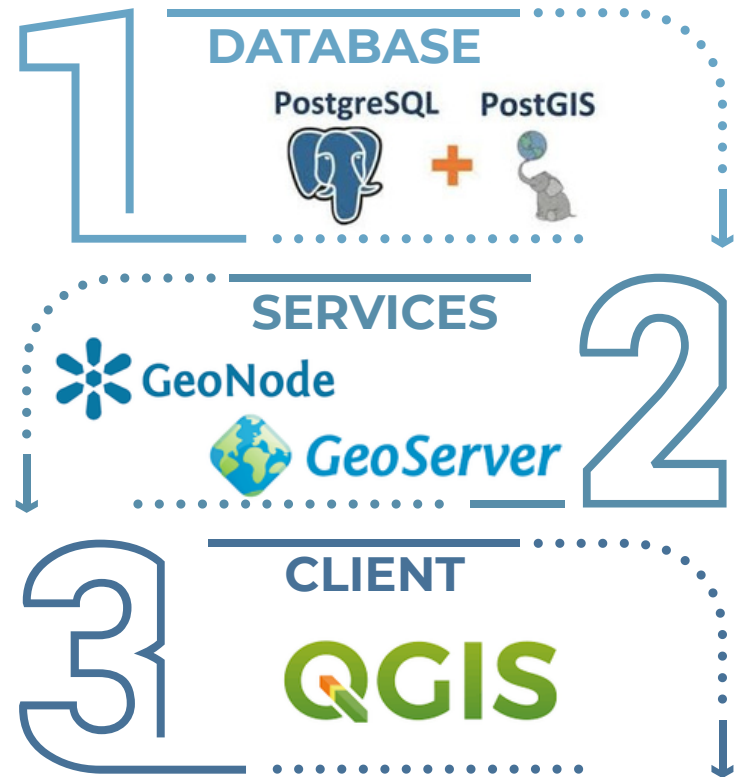 1
DATABASE
PostgreSQL + PostGIS
SERVICES
2
GeoNode
GeoServer
3
CLIENT
QGIS